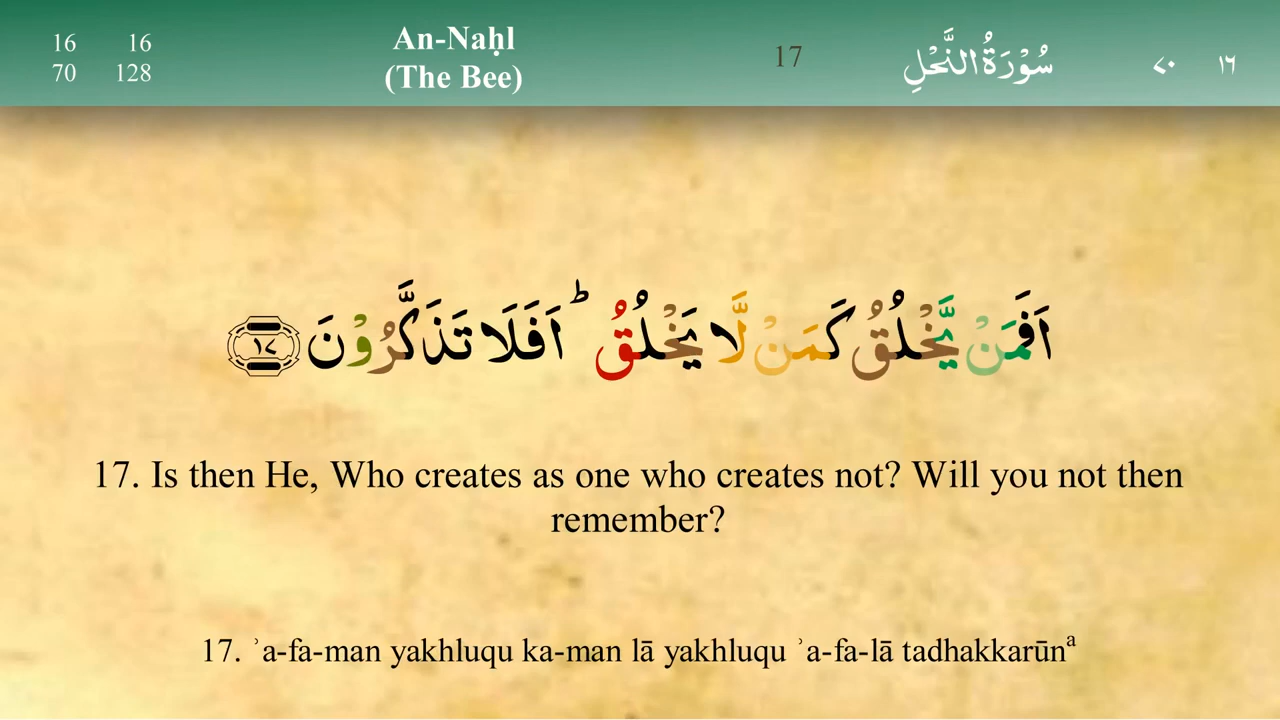 16 16
70 128
An-Naḥl
(The Bee)
17
سُوْرَةُ النَّحْلِ
٧٠ ١٦
اَفَمَنْ يَّخْلُقُ كَمَنْ لَّا يَخْلُقُ ؕ اَفَلَا تَذَكَّرُوْنَ ١٧
17. Is then He, Who creates as one who creates not? Will you not then
remember?
17. ʾa-fa-man yakhluqu ka-man lā yakhluqu ʾa-fa-lā tadhakkarūnᵃ